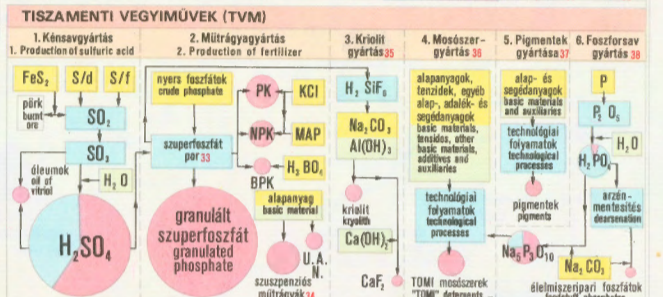 TISZAMENTI VEGYIMÜVEK (TVM)
1. Kénsavgyártás
1. Production of sulfuric acid
FeS2 S/d S/f
pörk
burnt
ore
SO2
SO3
H2O
óleumok
oil of
vitriol
H2SO4
2. Mütrágyagyártás
2. Production of fertilizer
nyers foszfátok
crude phosphate
szuperfoszfát
por 33
PK
KCl
NPK
MAP
H3BO4
BPK
granulált
szuperfoszfát
granulated
phosphate
alapanyag
basic material
szuszpenziós
mütrágyák 34
U.A.
N.
3. Kriolit
gyártás 35
H2SiF6
Na2CO3
Al(OH)3
kriolit
kryolith
Ca(OH)2
CaF2
4. Mosószer-
gyártás 36
alapanyagok,
tenzidek, egyéb
alap-, adalék- és
segédanyagok
basic materials,
tensidos, other
basic materials,
additives and
auxiliaries
technológiai
folyamatok
technological
processes
TOMI mosószerek
"TOMI" detergents
5. Pigmentek
gyártása 37
alap- és
segédanyagok
basic materials
and auxiliaries
technológiai
folyamatok
technological
processes
pigmentek
pigments
6. Foszforsav
gyártás 38
P
P2O5
H2O
H2PO4
arzén-
mentesítés
dearsenation
Na5P3O10
Na2CO3
élelmiszeripari foszfátok